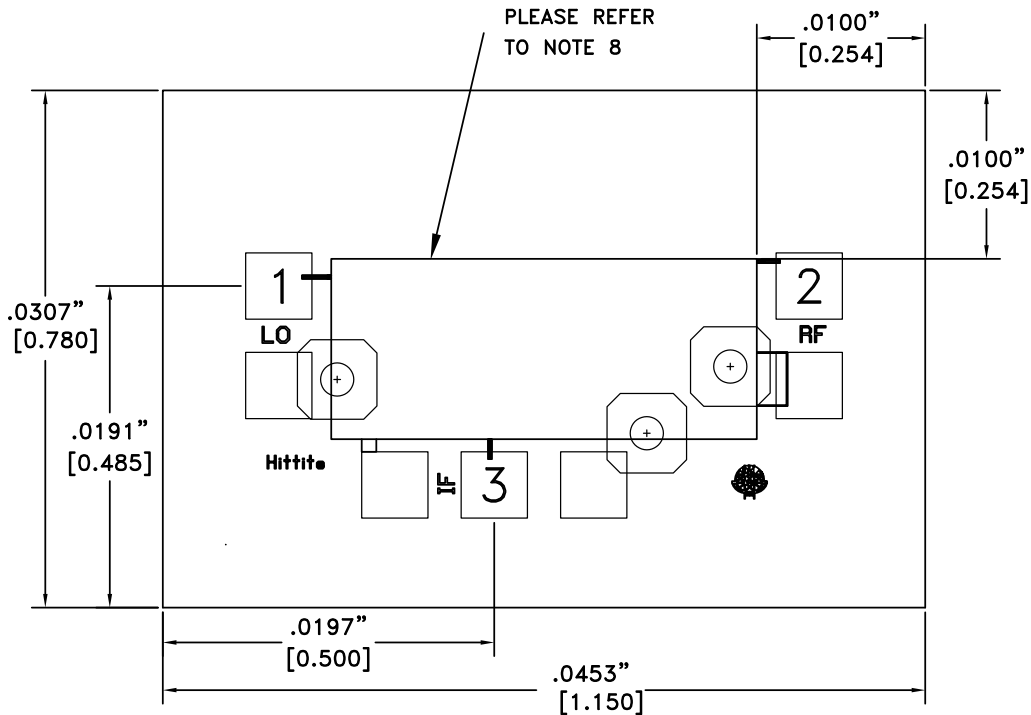 PLEASE REFER
TO NOTE 8
.0100”
[0.254]
.0100”
[0.254]
1
2
LO
RF
.0307”
[0.780]
.0191”
[0.485]
Hittite
IF
3
.0197”
[0.500]
.0453”
[1.150]